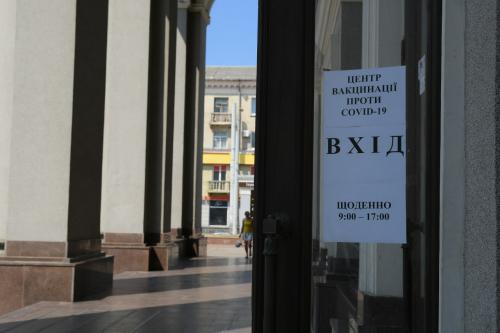 ЦЕНТР
ВАКЦИНАЦІЇ
ПРОТИ
COVID-19
ВХІД
ЩОДЕННО
9:00 – 17:00